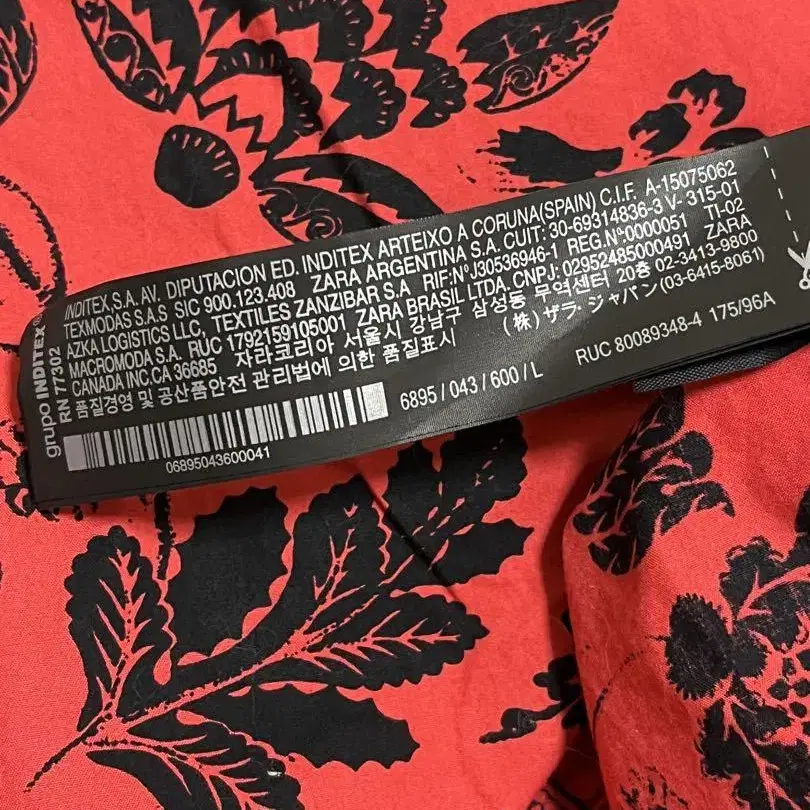 grupo INDITEX
RN 77302
INDITEX,S.A. AV. DIPUTACION ED. INDITEX ARTEIXO A CORUNA(SPAIN) C.I.F. A-15075062
TEXMODAS S.A.S SIC 900.123.408 ZARA ARGENTINA S.A. CUIT: 30-69314836-3 V- 315-01
AZKA LOGISTICS LLC, TEXTILES ZANZIBAR S.A RIF:Nº J30536946-1 REG.Nº:0000051 TI-02
MACROMODA S.A. RUC 1792159105001 ZARA BRASIL LTDA. CNPJ: 02952485000491 ZARA
CANADA INC.CA 36685 자라코리아 서울시 강남구 삼성동 무역센터 20층 02-3413-9800
품질경영 및 공산품안전 관리법에 의한 품질표시 (株) ザラ・ジャパン (03-6415-8061)
6895 / 043 / 600 / L RUC 80089348-4 175/96A
06895043600041